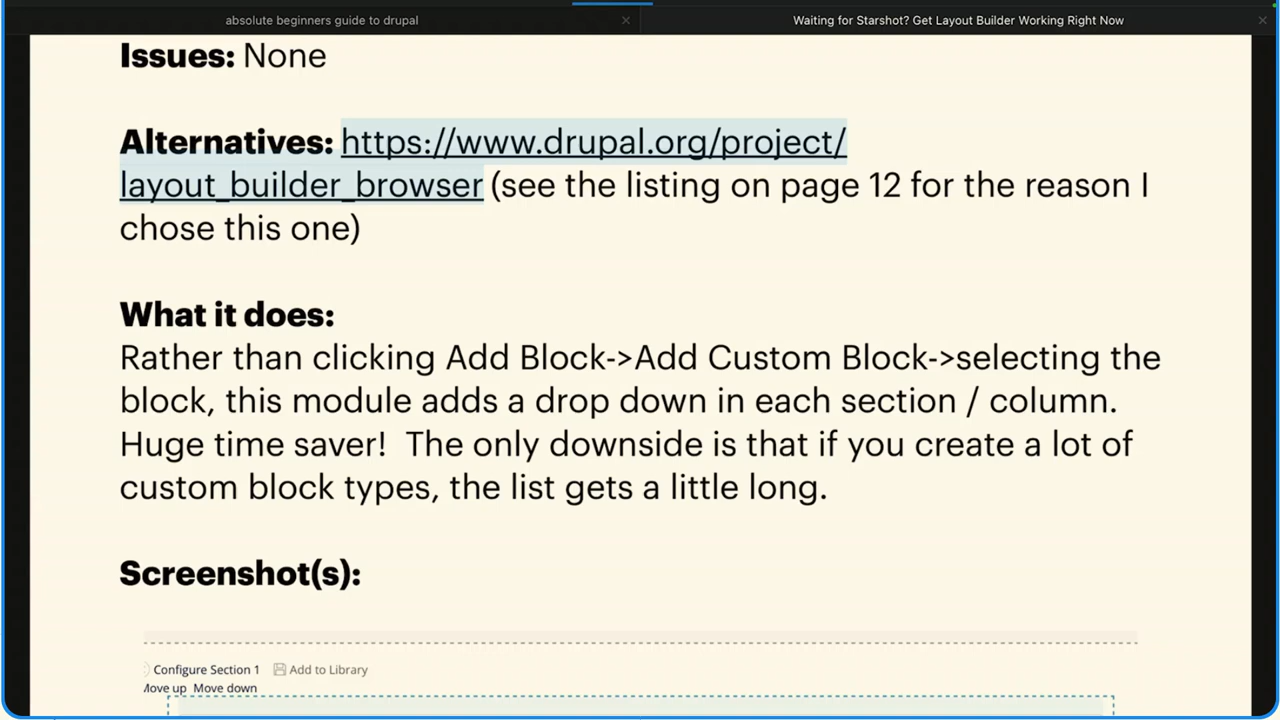 absolute beginners guide to drupal
Waiting for Starshot? Get Layout Builder Working Right Now
Issues: None
Alternatives: https://www.drupal.org/project/
layout_builder_browser (see the listing on page 12 for the reason I
chose this one)
What it does:
Rather than clicking Add Block->Add Custom Block->selecting the
block, this module adds a drop down in each section / column.
Huge time saver!  The only downside is that if you create a lot of
custom block types, the list gets a little long.
Screenshot(s):
Configure Section 1 Add to Library
Move up Move down